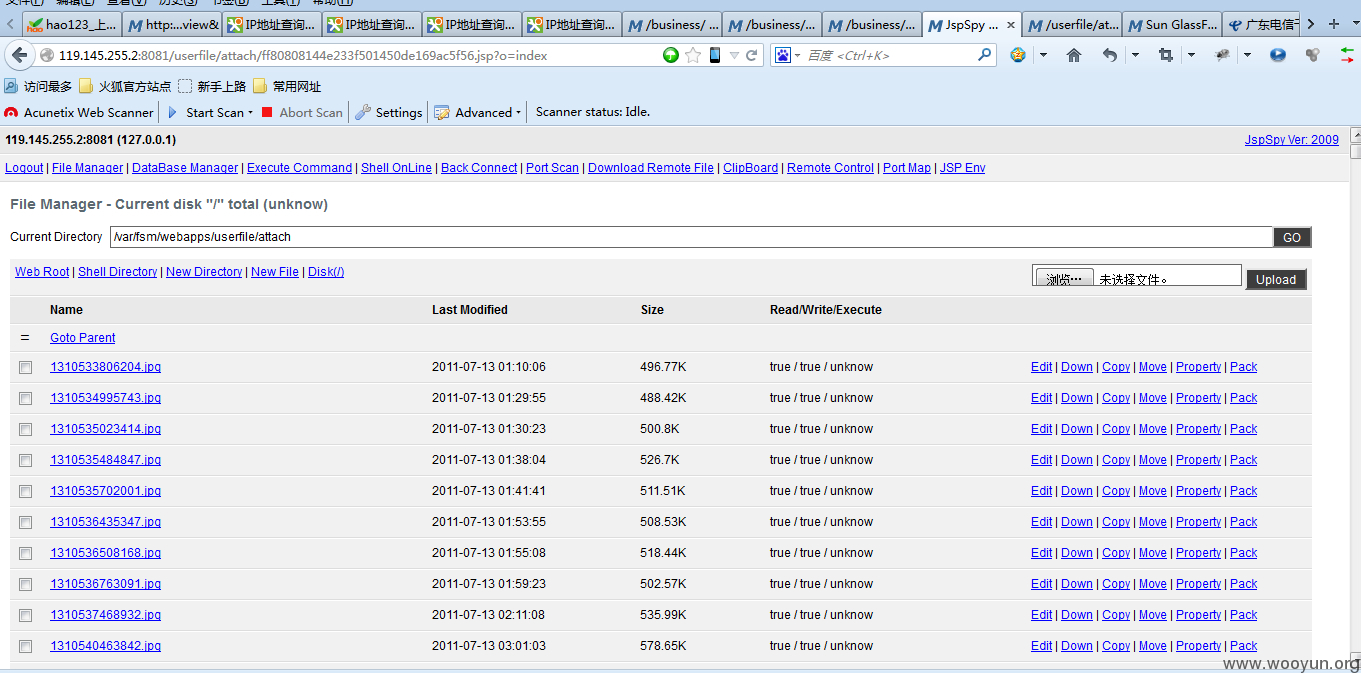 文件(F) 编辑(E) 查看(V) 历史(S) 书签(B) 工具(T) 帮助(H)
hao123_上... http:...view& IP地址查询... IP地址查询... IP地址查询... IP地址查询... /business/ ... /business/... /business/... JspSpy ... × /userfile/at... Sun GlassF... 广东电信
119.145.255.2:8081/userfile/attach/ff80808144e233f501450de169ac5f56.jsp?o=index 百度 <Ctrl+K>
访问最多 火狐官方站点 新手上路 常用网址
Acunetix Web Scanner Start Scan Abort Scan Settings Advanced Scanner status: Idle.
119.145.255.2:8081 (127.0.0.1) JspSpy Ver: 2009
Logout | File Manager | DataBase Manager | Execute Command | Shell OnLine | Back Connect | Port Scan | Download Remote File | ClipBoard | Remote Control | Port Map | JSP Env
File Manager - Current disk "/" total (unknow)
Current Directory /var/fsm/webapps/userfile/attach GO
Web Root | Shell Directory | New Directory | New File | Disk(/) 浏览… 未选择文件。 Upload
Name Last Modified Size Read/Write/Execute
= Goto Parent
1310533806204.jpg 2011-07-13 01:10:06 496.77K true / true / unknow Edit | Down | Copy | Move | Property | Pack
1310534995743.jpg 2011-07-13 01:29:55 488.42K true / true / unknow Edit | Down | Copy | Move | Property | Pack
1310535023414.jpg 2011-07-13 01:30:23 500.8K true / true / unknow Edit | Down | Copy | Move | Property | Pack
1310535484847.jpg 2011-07-13 01:38:04 526.7K true / true / unknow Edit | Down | Copy | Move | Property | Pack
1310535702001.jpg 2011-07-13 01:41:41 511.51K true / true / unknow Edit | Down | Copy | Move | Property | Pack
1310536435347.jpg 2011-07-13 01:53:55 508.53K true / true / unknow Edit | Down | Copy | Move | Property | Pack
1310536508168.jpg 2011-07-13 01:55:08 518.44K true / true / unknow Edit | Down | Copy | Move | Property | Pack
1310536763091.jpg 2011-07-13 01:59:23 502.57K true / true / unknow Edit | Down | Copy | Move | Property | Pack
1310537468932.jpg 2011-07-13 02:11:08 535.99K true / true / unknow Edit | Down | Copy | Move | Property | Pack
1310540463842.jpg 2011-07-13 03:01:03 578.65K true / true / unknow Edit | Down | Copy | Move | Property | Pack
www.wooyun.org